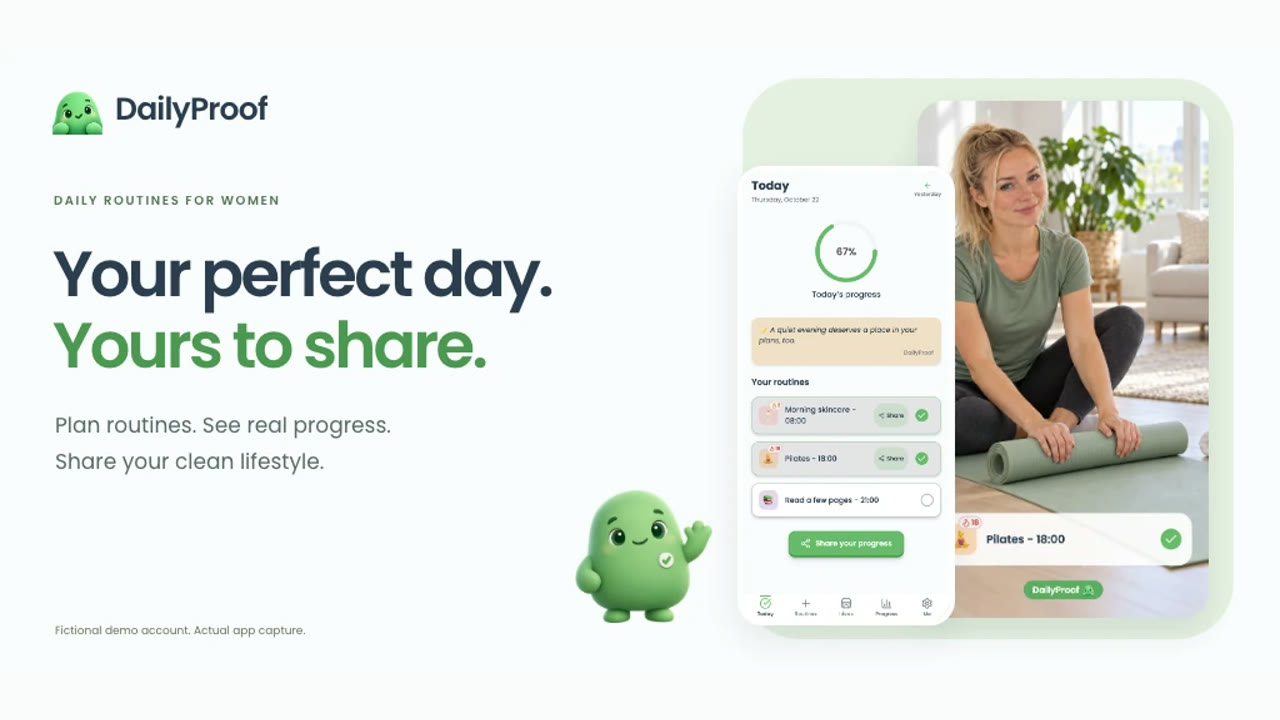 DailyProof
DAILY ROUTINES FOR WOMEN
Your perfect day.
Yours to share.
Plan routines. See real progress.
Share your clean lifestyle.
Fictional demo account. Actual app capture.
Today
Thursday, October 22
Yesterday
67%
Today's progress
A quiet evening deserves a place in your
plans, too.
DailyProof
Your routines
Morning skincare -
08:00
Share
Pilates - 18:00
Share
Read a few pages - 21:00
Share your progress
Today
Routines
Ideas
Progress
Me
18
Pilates - 18:00
DailyProof